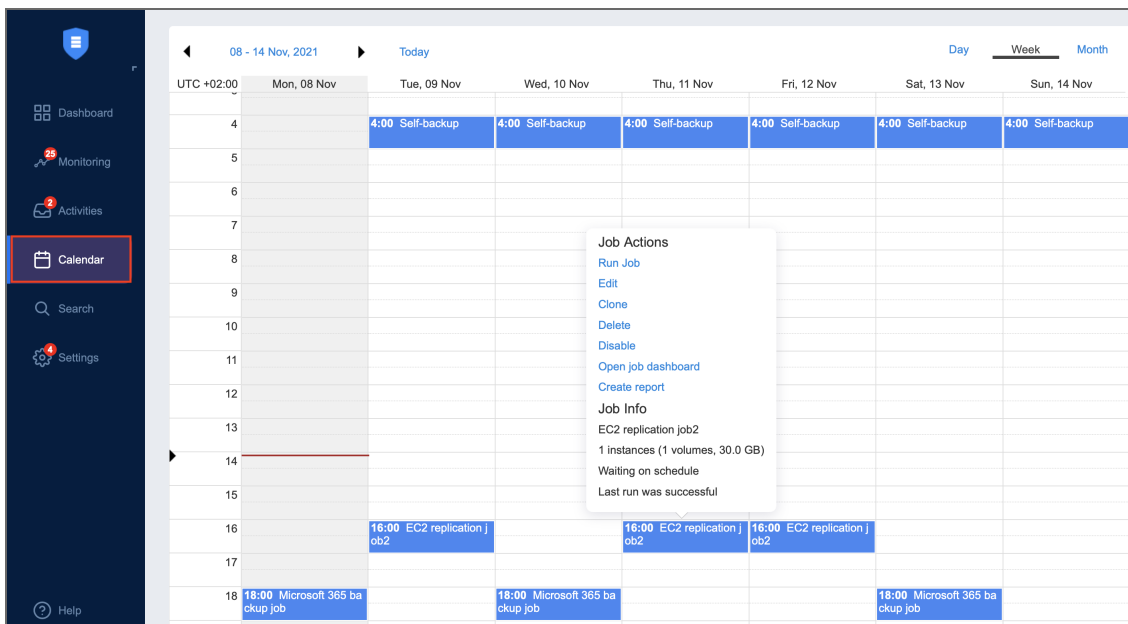 08 - 14 Nov, 2021
Today
Day
Week
Month
UTC +02:00
Mon, 08 Nov
Tue, 09 Nov
Wed, 10 Nov
Thu, 11 Nov
Fri, 12 Nov
Sat, 13 Nov
Sun, 14 Nov
Dashboard
25
Monitoring
2
Activities
Calendar
Search
4
Settings
Help
4
4:00 Self-backup
4:00 Self-backup
4:00 Self-backup
4:00 Self-backup
4:00 Self-backup
4:00 Self-backup
5
6
7
8
9
10
11
12
13
14
15
Job Actions
Run Job
Edit
Clone
Delete
Disable
Open job dashboard
Create report
Job Info
EC2 replication job2
1 instances (1 volumes, 30.0 GB)
Waiting on schedule
Last run was successful
16
16:00 EC2 replication j
ob2
16:00 EC2 replication j
ob2
16:00 EC2 replication j
ob2
17
18
18:00 Microsoft 365 ba
ckup job
18:00 Microsoft 365 ba
ckup job
18:00 Microsoft 365 ba
ckup job